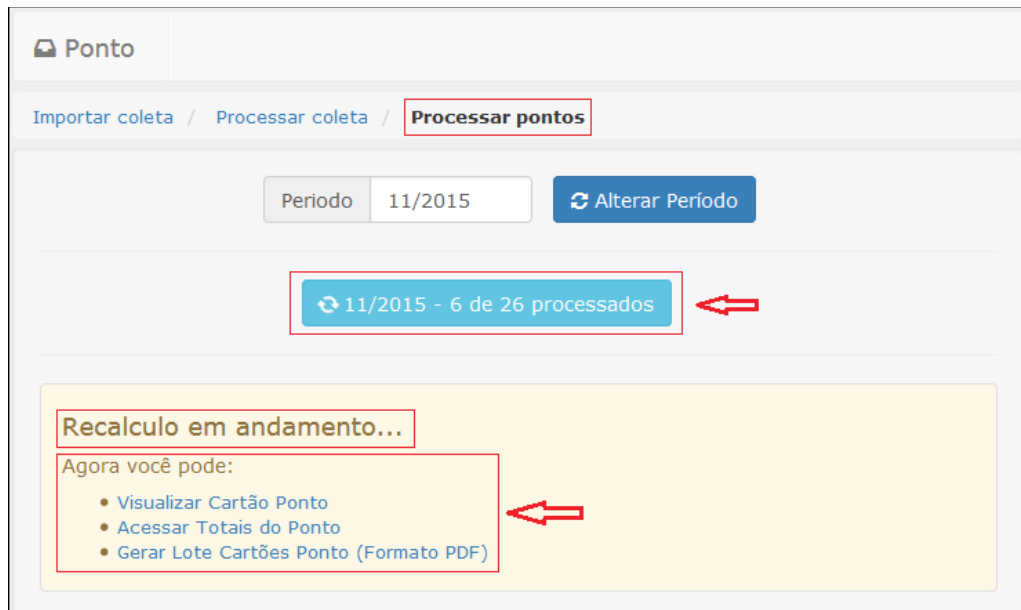 Ponto
Importar coleta / Processar coleta / Processar pontos
Periodo 11/2015 Alterar Período
11/2015 - 6 de 26 processados
Recalculo em andamento...
Agora você pode:
• Visualizar Cartão Ponto
• Acessar Totais do Ponto
• Gerar Lote Cartões Ponto (Formato PDF)